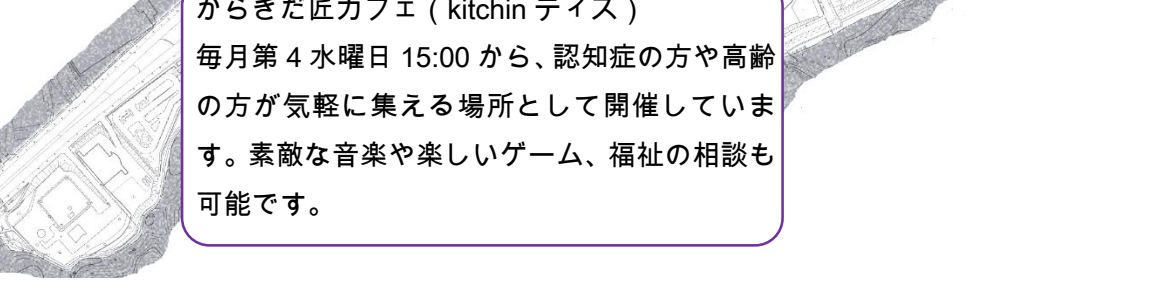 からきだ匠カフェ（kitchin ディズ）
毎月第 4 水曜日 15:00 から、認知症の方や高齢
の方が気軽に集える場所として開催していま
す。素敵な音楽や楽しいゲーム、福祉の相談も
可能です。